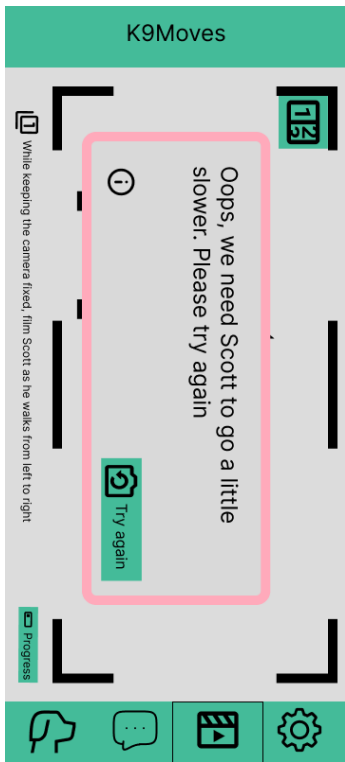 K9Moves
Oops, we need Scott to go a little
slower. Please try again
Try again
1 While keeping the camera fixed, film Scott as he walks from left to right
Progress